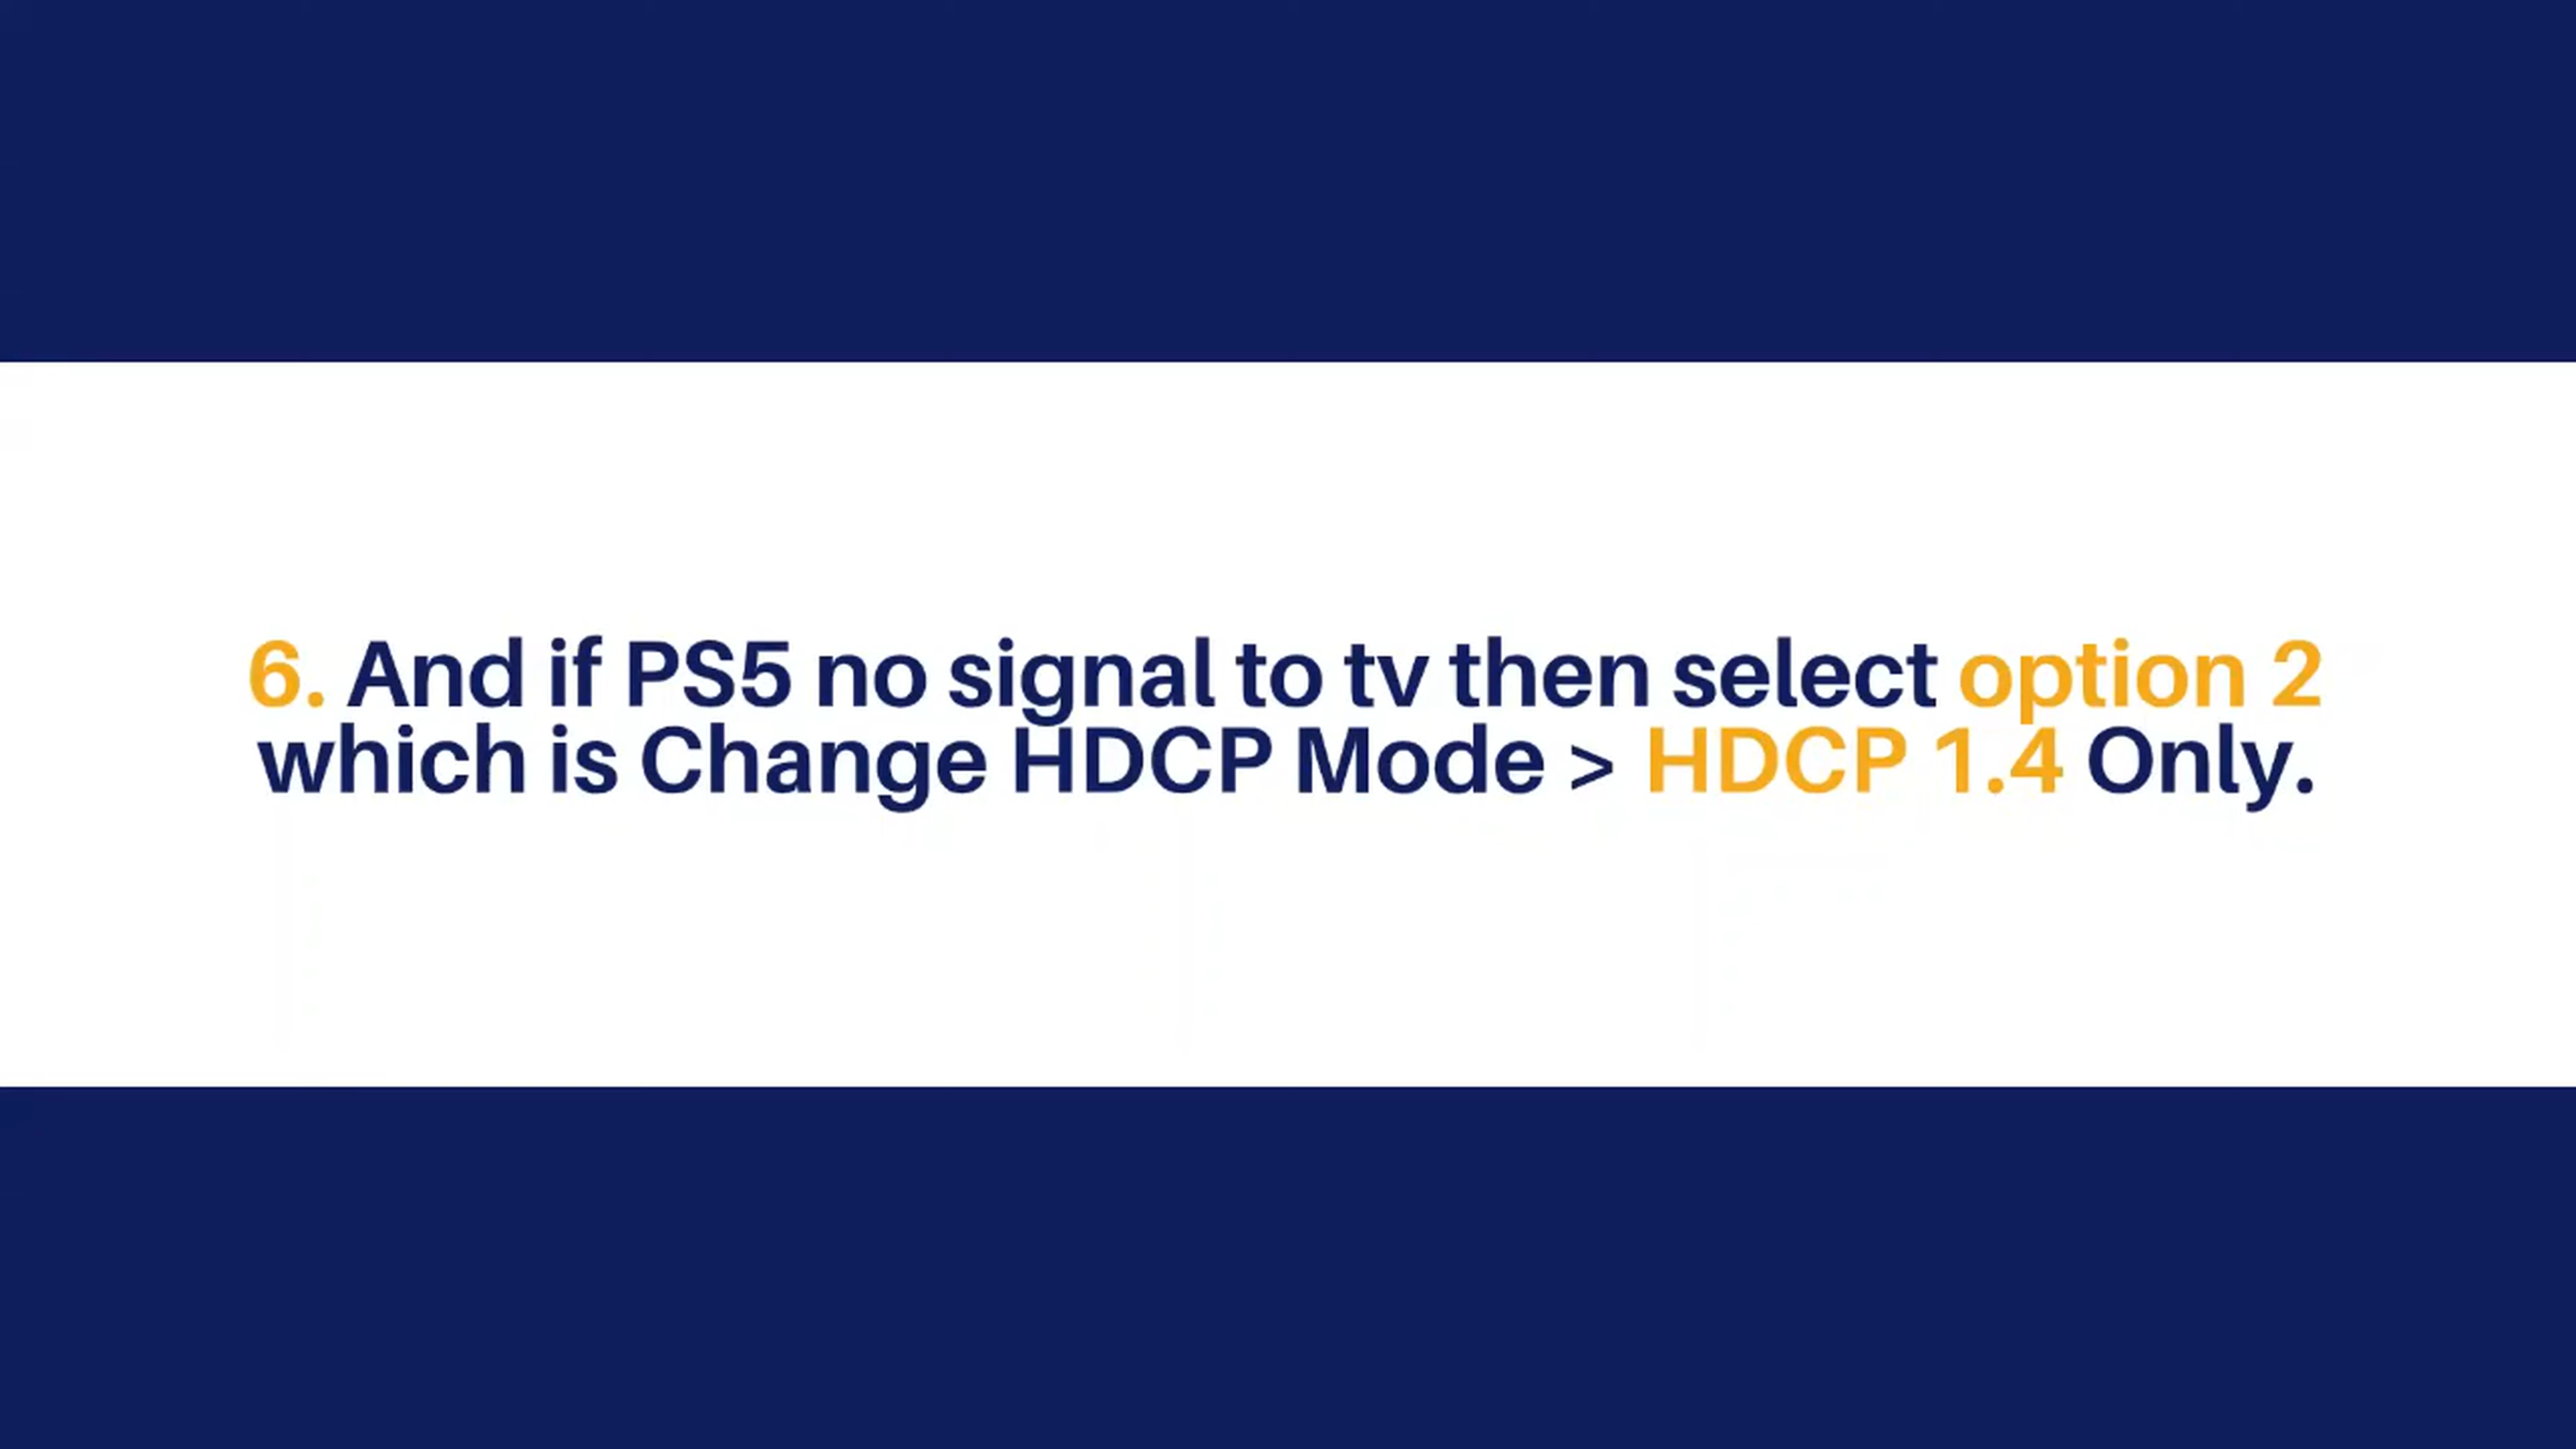 6. And if PS5 no signal to tv then select option 2
which is Change HDCP Mode > HDCP 1.4 Only.